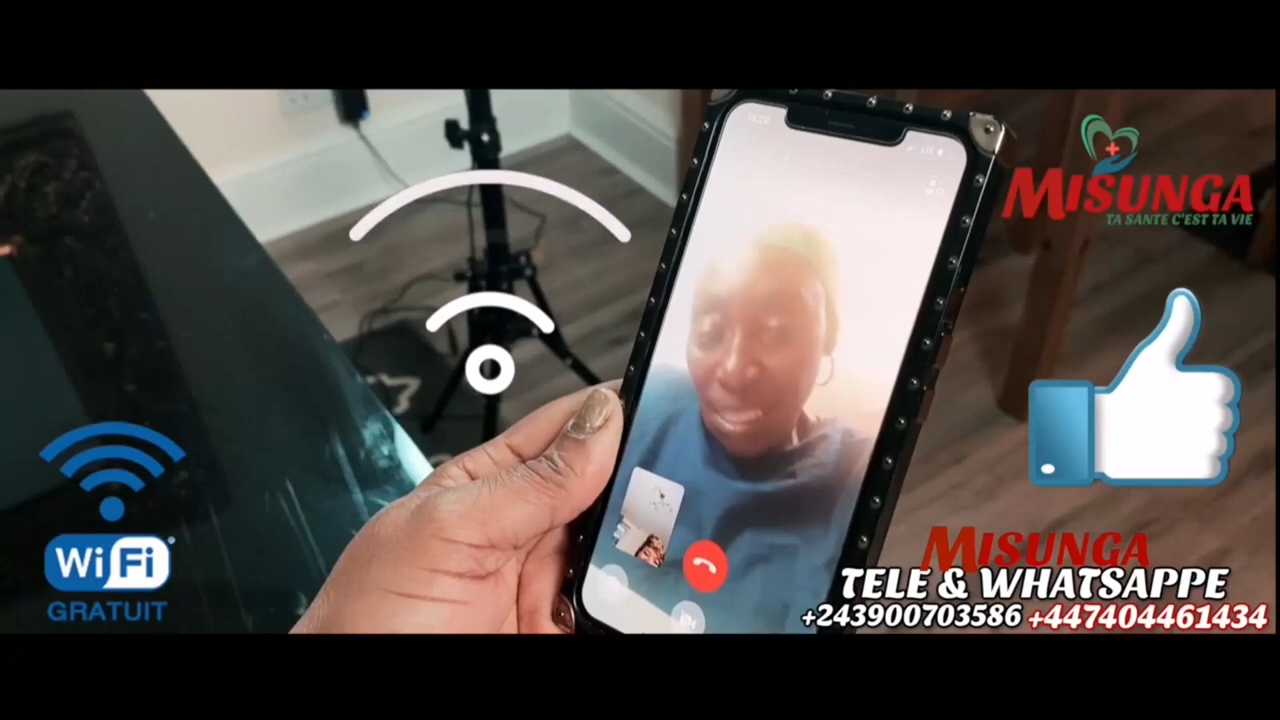 MISUNGA
TA SANTE C'EST TA VIE
Wi Fi
GRATUIT
MISUNGA
TELE & WHATSAPPE
+243900703586 +447404461434